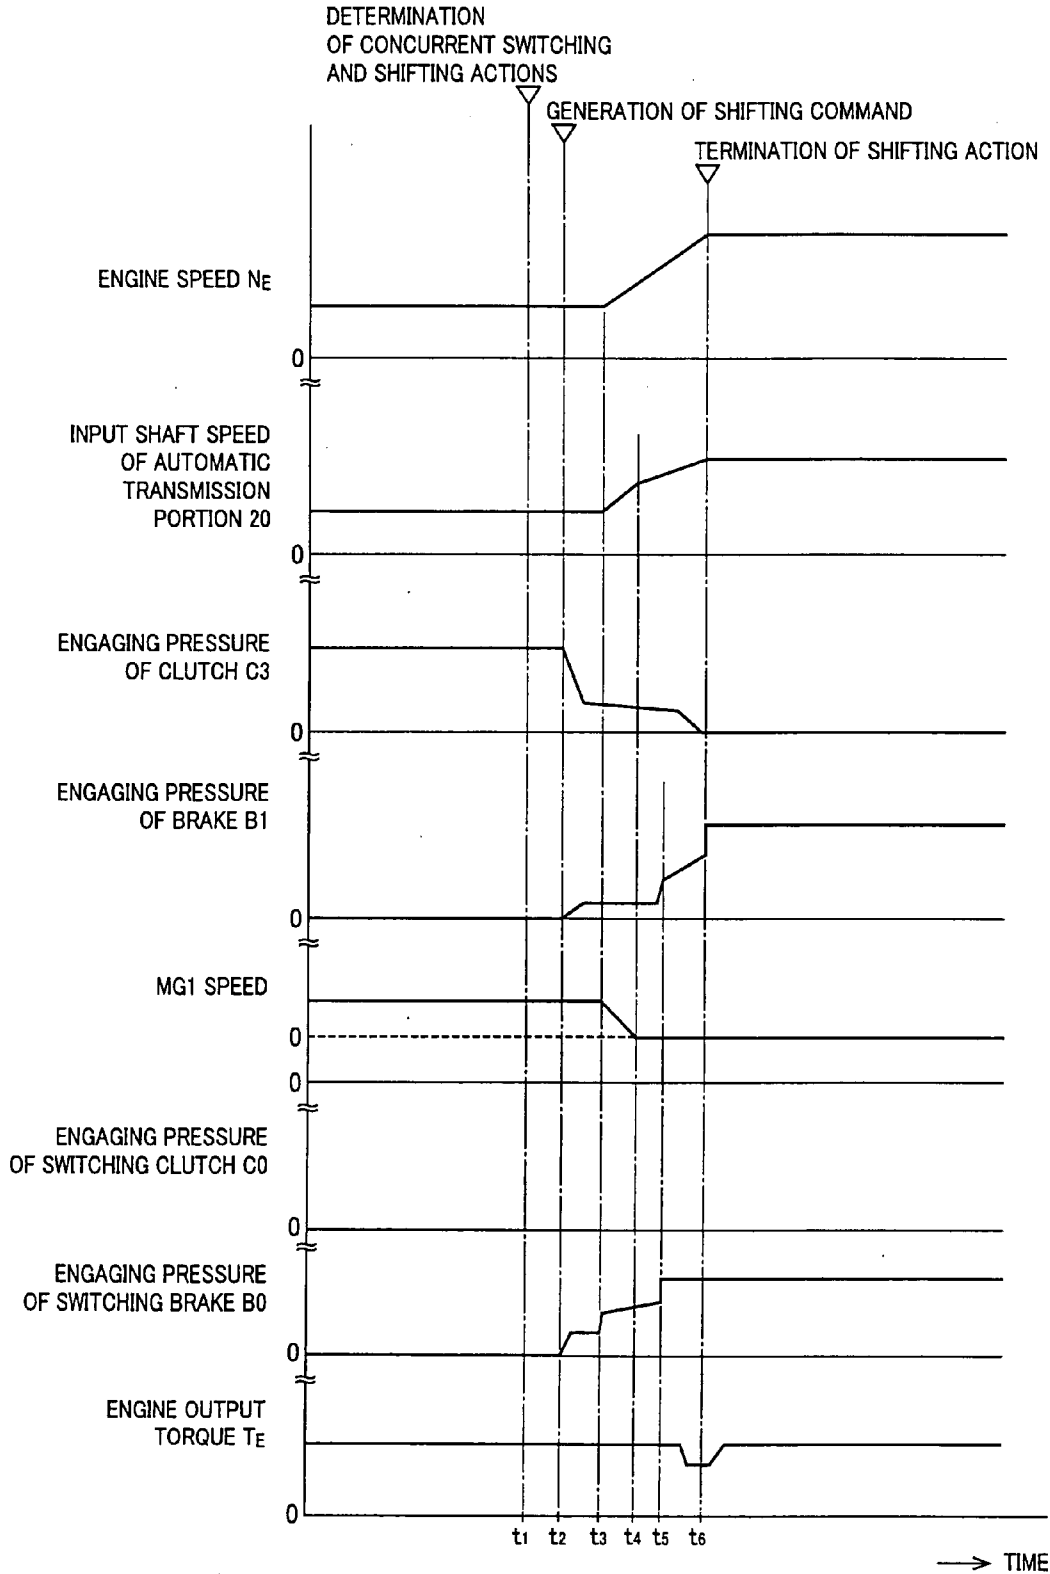 DETERMINATION
OF CONCURRENT SWITCHING
AND SHIFTING ACTIONS
GENERATION OF SHIFTING COMMAND
TERMINATION OF SHIFTING ACTION
ENGINE SPEED NE
0
INPUT SHAFT SPEED
OF AUTOMATIC
TRANSMISSION
PORTION 20
0
ENGAGING PRESSURE
OF CLUTCH C3
0
ENGAGING PRESSURE
OF BRAKE B1
0
MG1 SPEED
0
0
ENGAGING PRESSURE
OF SWITCHING CLUTCH C0
0
ENGAGING PRESSURE
OF SWITCHING BRAKE B0
0
ENGINE OUTPUT
TORQUE TE
0
t1 t2 t3 t4 t5 t6
TIME